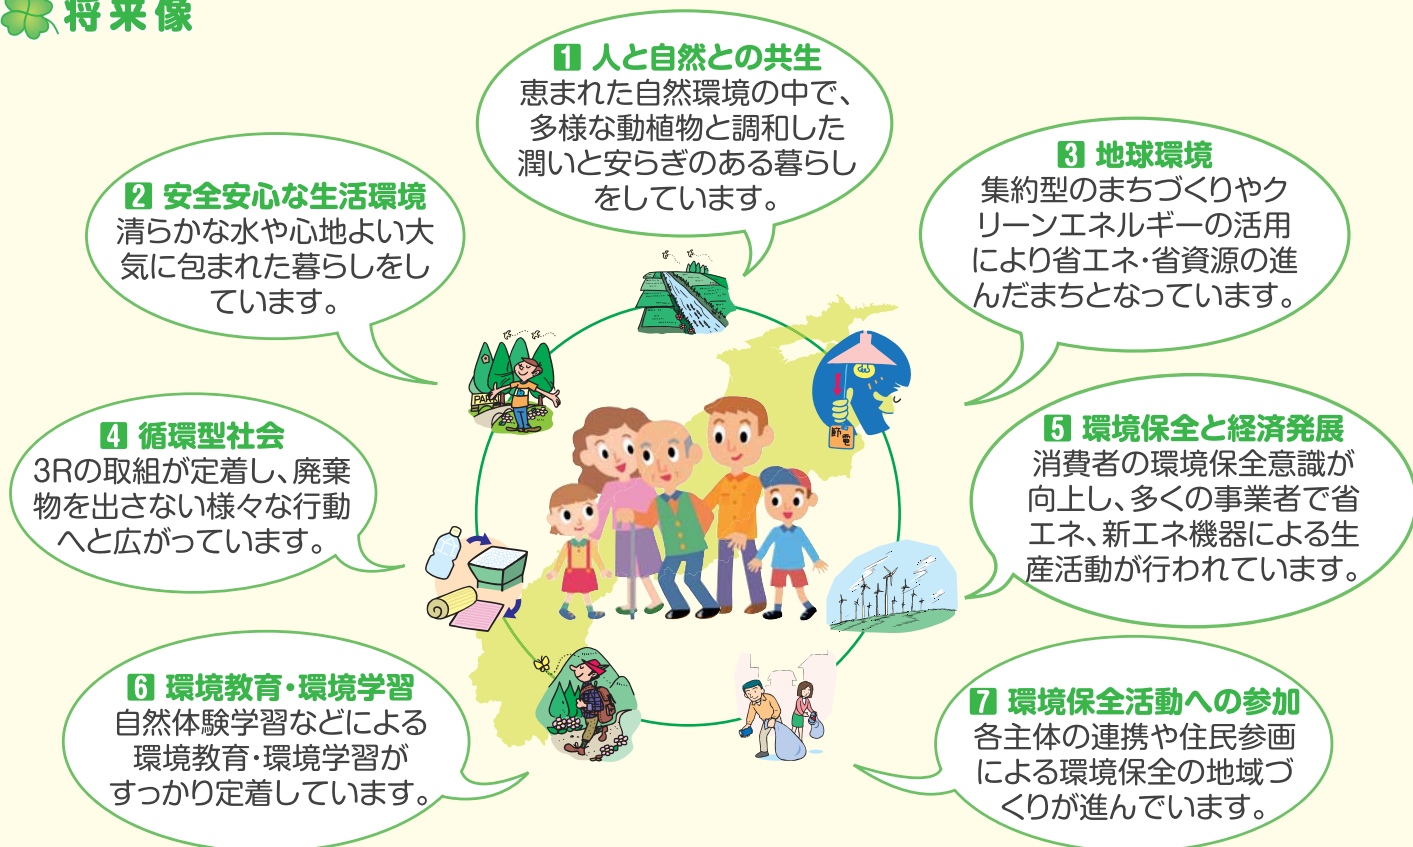 将来像
1 人と自然との共生
恵まれた自然環境の中で、
多様な動植物と調和した
潤いと安らぎのある暮らし
をしています。
2 安全安心な生活環境
清らかな水や心地よい大
気に包まれた暮らしをし
ています。
3 地球環境
集約型のまちづくりやク
リーンエネルギーの活用
により省エネ・省資源の進
んだまちとなっています。
4 循環型社会
3Rの取組が定着し、廃棄
物を出さない様々な行動
へと広がっています。
5 環境保全と経済発展
消費者の環境保全意識が
向上し、多くの事業者で省
エネ、新エネ機器による生
産活動が行われています。
6 環境教育・環境学習
自然体験学習などによる
環境教育・環境学習が
すっかり定着しています。
7 環境保全活動への参加
各主体の連携や住民参画
による環境保全の地域づ
くりが進んでいます。
PAR
節電